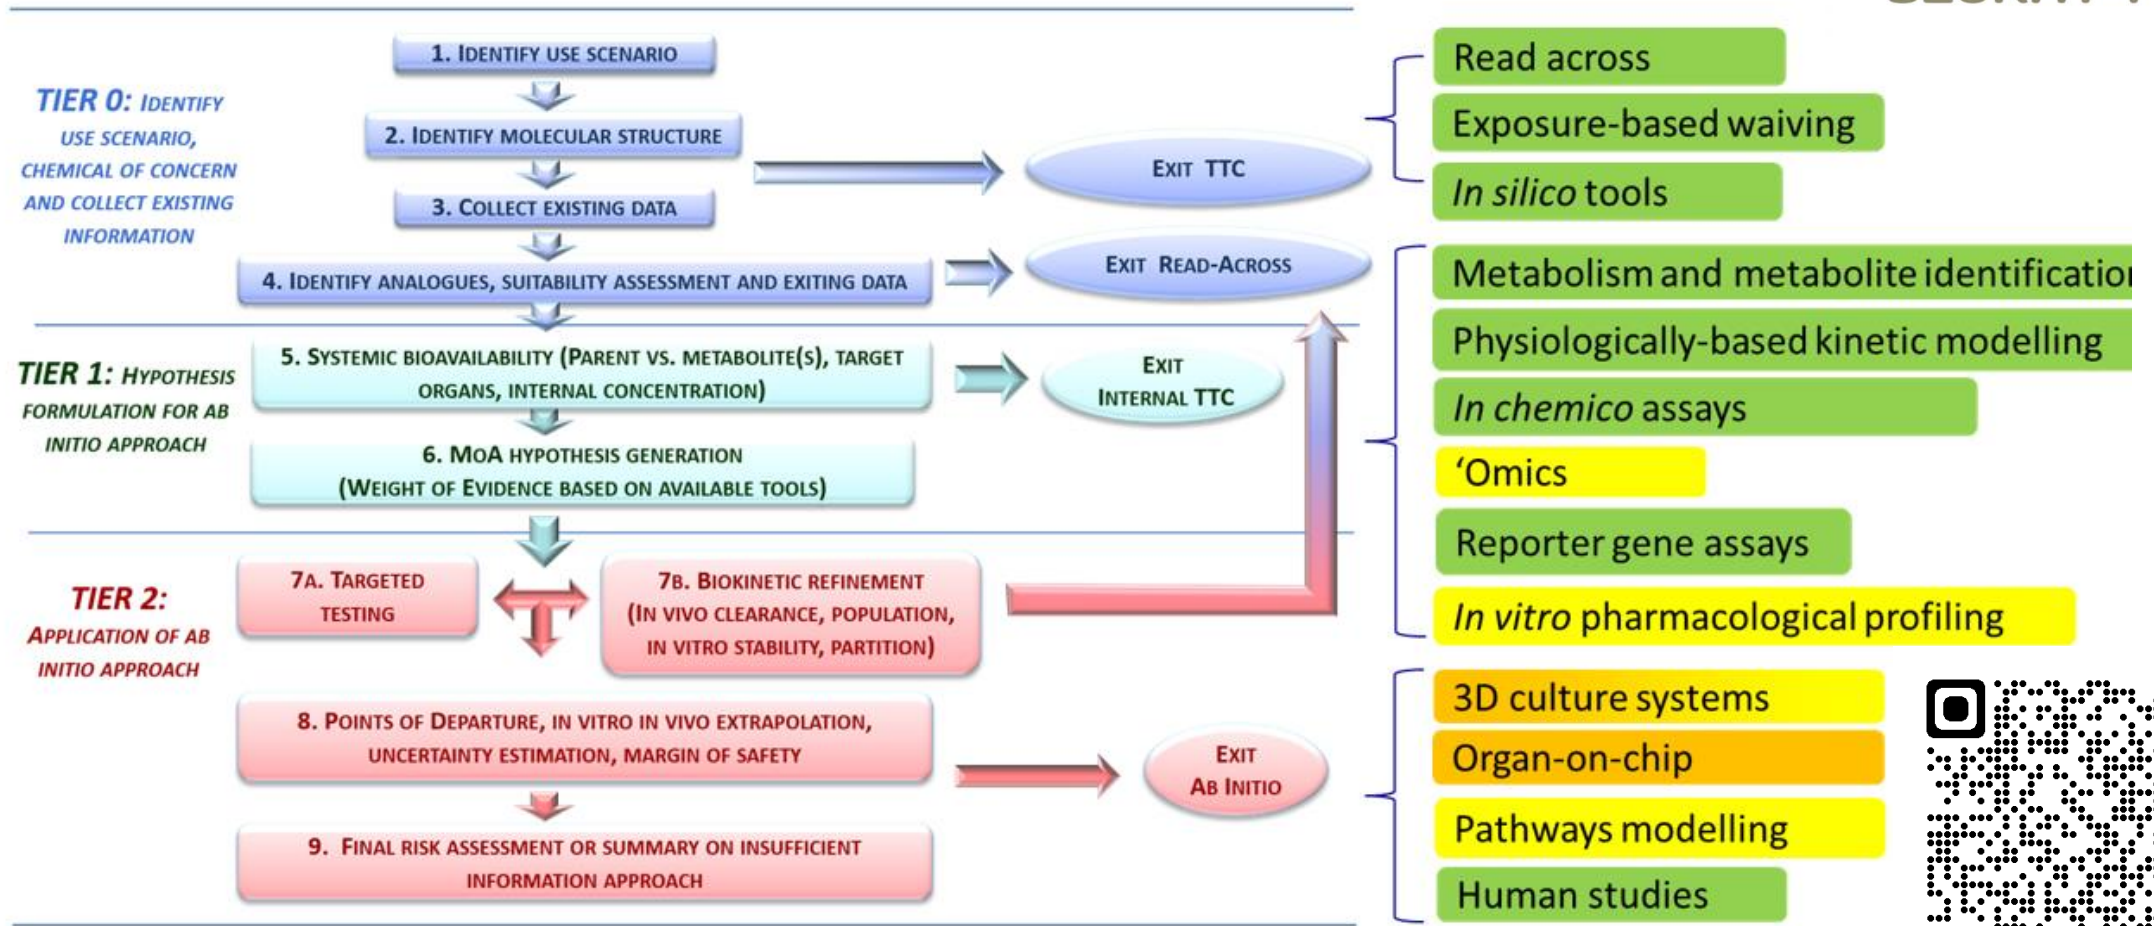 TIER 0: IDENTIFY
USE SCENARIO,
CHEMICAL OF CONCERN
AND COLLECT EXISTING
INFORMATION
1. IDENTIFY USE SCENARIO
2. IDENTIFY MOLECULAR STRUCTURE
3. COLLECT EXISTING DATA
4. IDENTIFY ANALOGUES, SUITABILITY ASSESSMENT AND EXITING DATA
EXIT TTC
EXIT READ-ACROSS
TIER 1: HYPOTHESIS
FORMULATION FOR AB
INITIO APPROACH
5. SYSTEMIC BIOAVAILABILITY (PARENT VS. METABOLITE(S), TARGET
ORGANS, INTERNAL CONCENTRATION)
EXIT
INTERNAL TTC
6. MOA HYPOTHESIS GENERATION
(WEIGHT OF EVIDENCE BASED ON AVAILABLE TOOLS)
TIER 2:
APPLICATION OF AB
INITIO APPROACH
7A. TARGETED
TESTING
7B. BIOKINETIC REFINEMENT
(IN VIVO CLEARANCE, POPULATION,
IN VITRO STABILITY, PARTITION)
8. POINTS OF DEPARTURE, IN VITRO IN VIVO EXTRAPOLATION,
UNCERTAINTY ESTIMATION, MARGIN OF SAFETY
EXIT
AB INITIO
9. FINAL RISK ASSESSMENT OR SUMMARY ON INSUFFICIENT
INFORMATION APPROACH
Read across
Exposure-based waiving
In silico tools
Metabolism and metabolite identification
Physiologically-based kinetic modelling
In chemico assays
‘Omics
Reporter gene assays
In vitro pharmacological profiling
3D culture systems
Organ-on-chip
Pathways modelling
Human studies